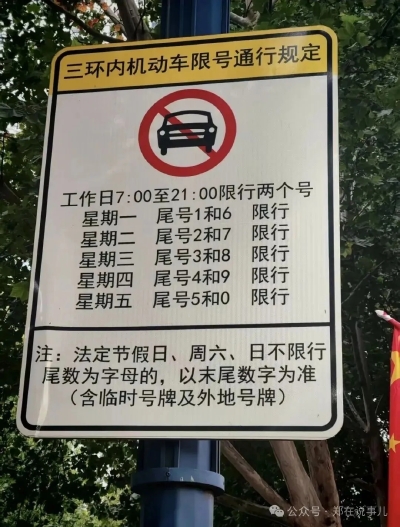 三环内机动车限号通行规定
工作日7:00至21:00限行两个号
星期一 尾号1和6 限行
星期二 尾号2和7 限行
星期三 尾号3和8 限行
星期四 尾号4和9 限行
星期五 尾号5和0 限行
注：法定节假日、周六、日不限行
尾数为字母的，以末尾数字为准
（含临时号牌及外地号牌）
公众号·郑在说事儿